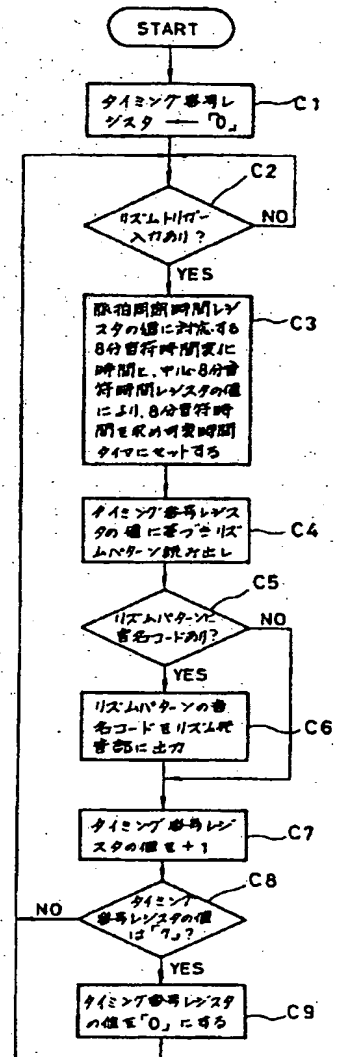 START
タイミング番号レ
ジスタ ← 「0」
C1
C2
リズムトリガー
入力あり?
NO
YES
脈拍周期時間レジ
スタの値に対応する
8分音符時間変化
時間と、中心8分音
符時間レジスタの値
により、8分音符時
間を求め可変時間
タイマにセットする
C3
タイミング番号レジス
タの値に基づきリズ
ムパターン読み出し
C4
C5
リズムパターンに
音名コードあり?
NO
YES
リズムパターンの音
名コードをリズム発
音部に出力
C6
タイミング番号レジ
スタの値を+1
C7
C8
タイミング
番号レジスタの値
は「7」?
NO
YES
タイミング番号レジスタ
の値を「0」にする
C9